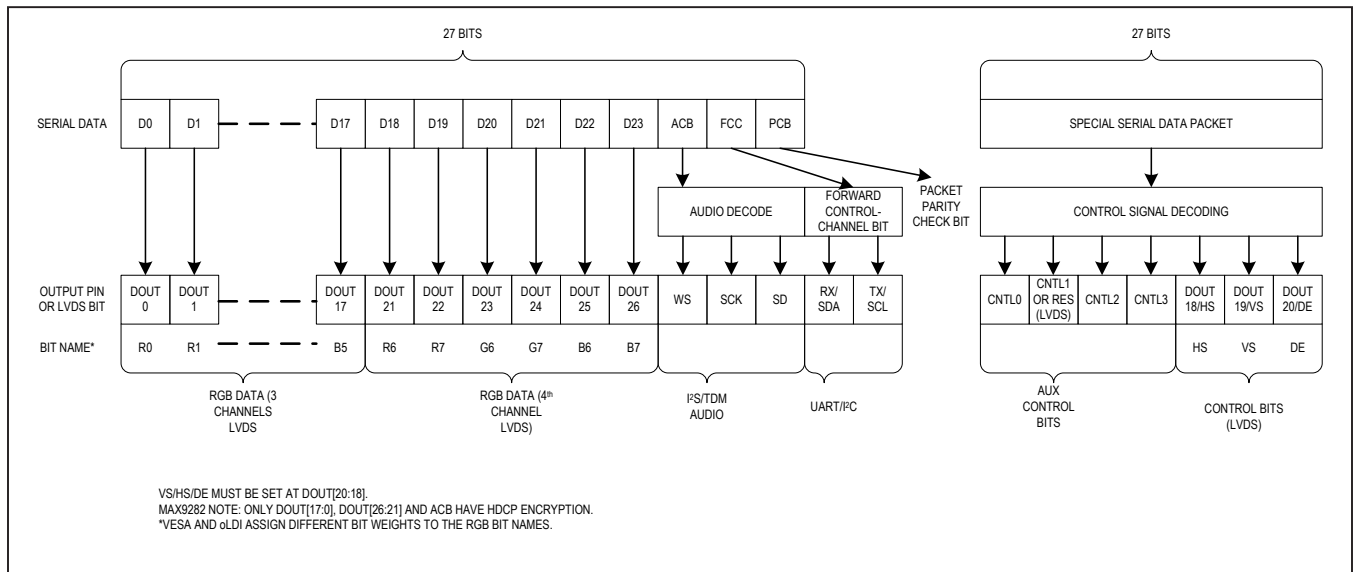 27 BITS
27 BITS
SERIAL DATA D0 D1 D17 D18 D19 D20 D21 D22 D23 ACB FCC PCB SPECIAL SERIAL DATA PACKET
AUDIO DECODE
FORWARD
CONTROL-
CHANNEL BIT
PACKET
PARITY
CHECK BIT
CONTROL SIGNAL DECODING
OUTPUT PIN
OR LVDS BIT
DOUT
0
DOUT
1
DOUT
17
DOUT
21
DOUT
22
DOUT
23
DOUT
24
DOUT
25
DOUT
26
WS
SCK
SD
RX/
SDA
TX/
SCL
CNTL0
CNTL1
OR RES
(LVDS)
CNTL2
CNTL3
DOUT
18/HS
DOUT
19/VS
DOUT
20/DE
BIT NAME* R0 R1 B5 R6 R7 G6 G7 B6 B7 HS VS DE
RGB DATA (3
CHANNELS
LVDS
RGB DATA (4th
CHANNEL
LVDS)
I²S/TDM
AUDIO
UART/I²C
AUX
CONTROL
BITS
CONTROL BITS
(LVDS)
VS/HS/DE MUST BE SET AT DOUT[20:18].
MAX9282 NOTE: ONLY DOUT[17:0], DOUT[26:21] AND ACB HAVE HDCP ENCRYPTION.
*VESA AND oLDI ASSIGN DIFFERENT BIT WEIGHTS TO THE RGB BIT NAMES.